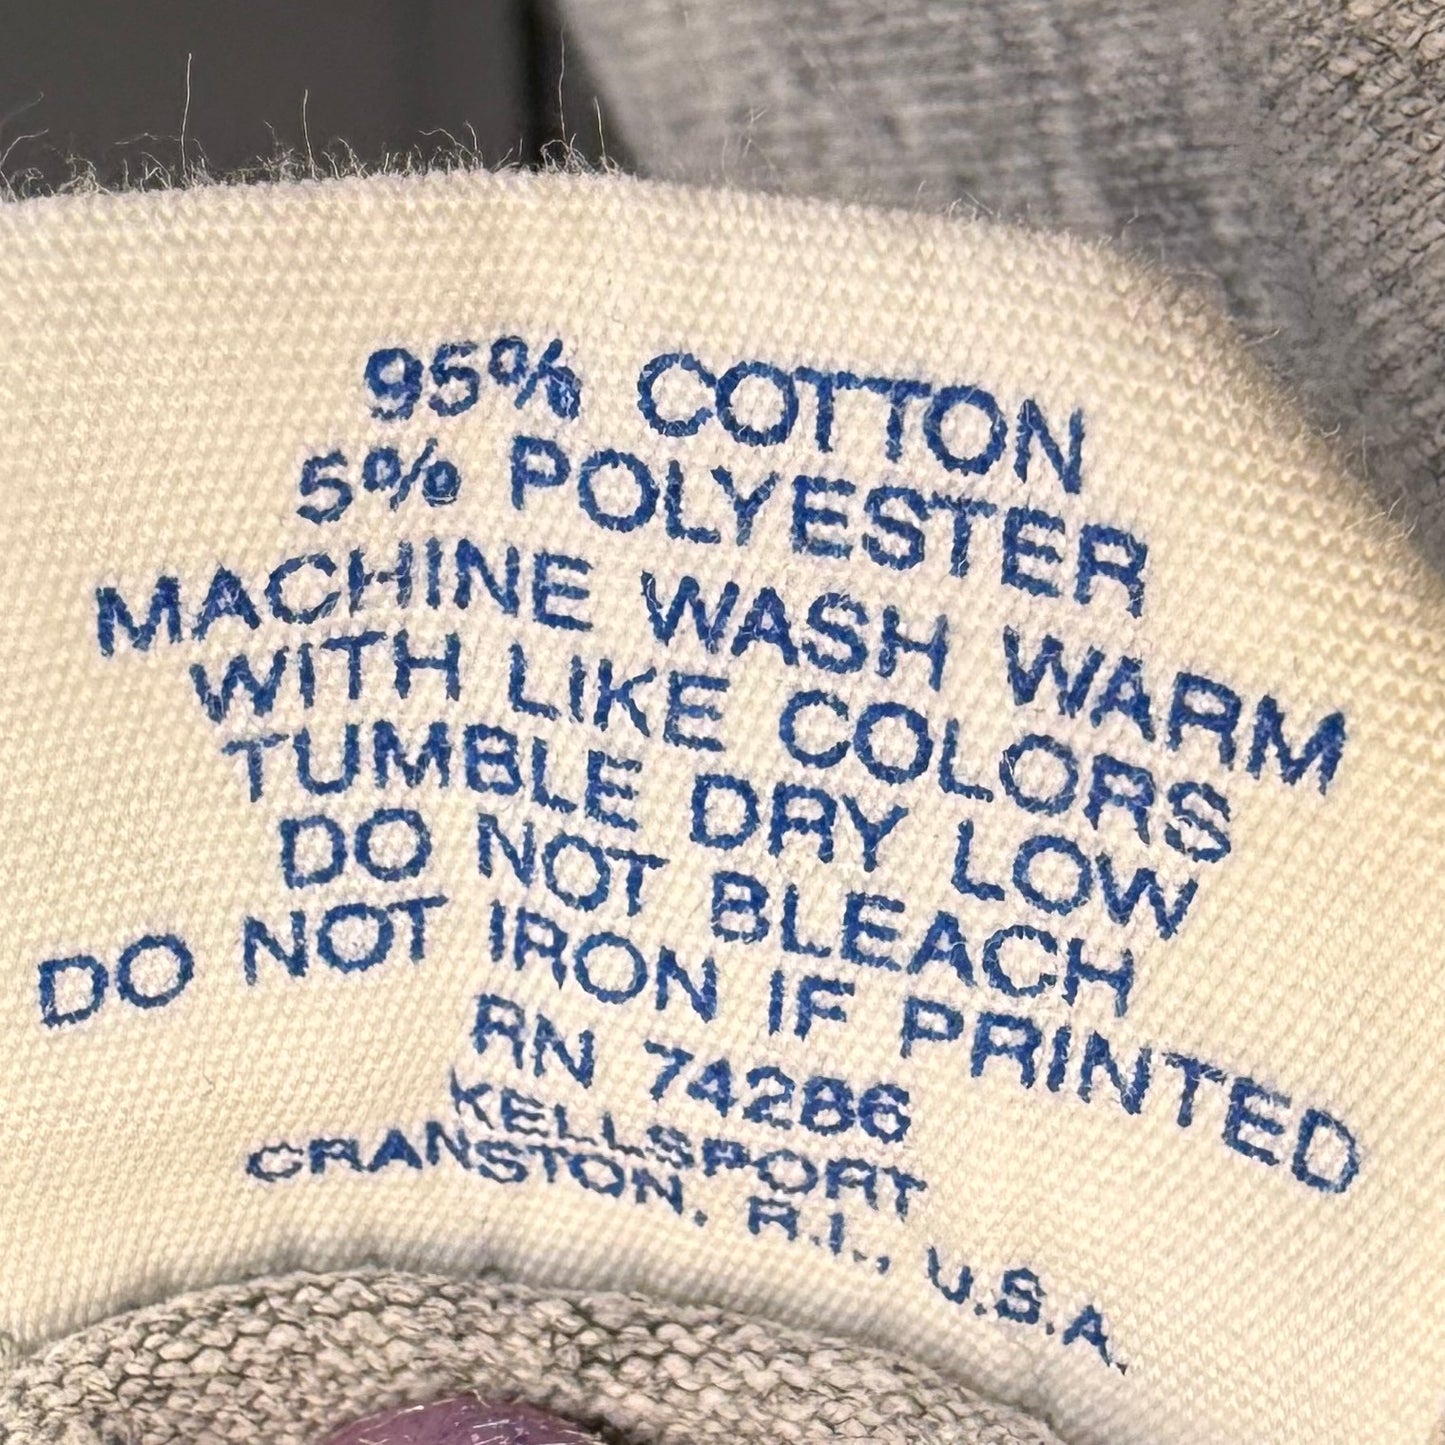 95% COTTON
5% POLYESTER
MACHINE WASH WARM
WITH LIKE COLORS
TUMBLE DRY LOW
DO NOT BLEACH
DO NOT IRON IF PRINTED
RN 74286
KELLSPORT
CRANSTON, R.I., U.S.A.